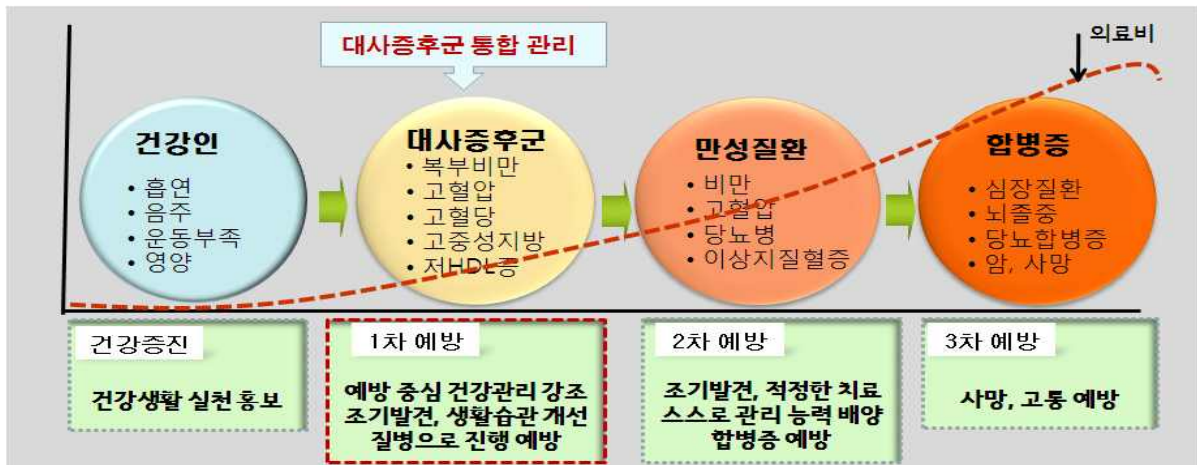 대사증후군 통합 관리
의료비
건강인
• 흡연
• 음주
• 운동부족
• 영양
대사증후군
• 복부비만
• 고혈압
• 고혈당
• 고중성지방
• 저HDL증
만성질환
• 비만
• 고혈압
• 당뇨병
• 이상지질혈증
합병증
• 심장질환
• 뇌졸중
• 당뇨합병증
• 암, 사망
건강증진
건강생활 실천 홍보
1차 예방
예방 중심 건강관리 강조
조기발견, 생활습관 개선
질병으로 진행 예방
2차 예방
조기발견, 적정한 치료
스스로 관리 능력 배양
합병증 예방
3차 예방
사망, 고통 예방